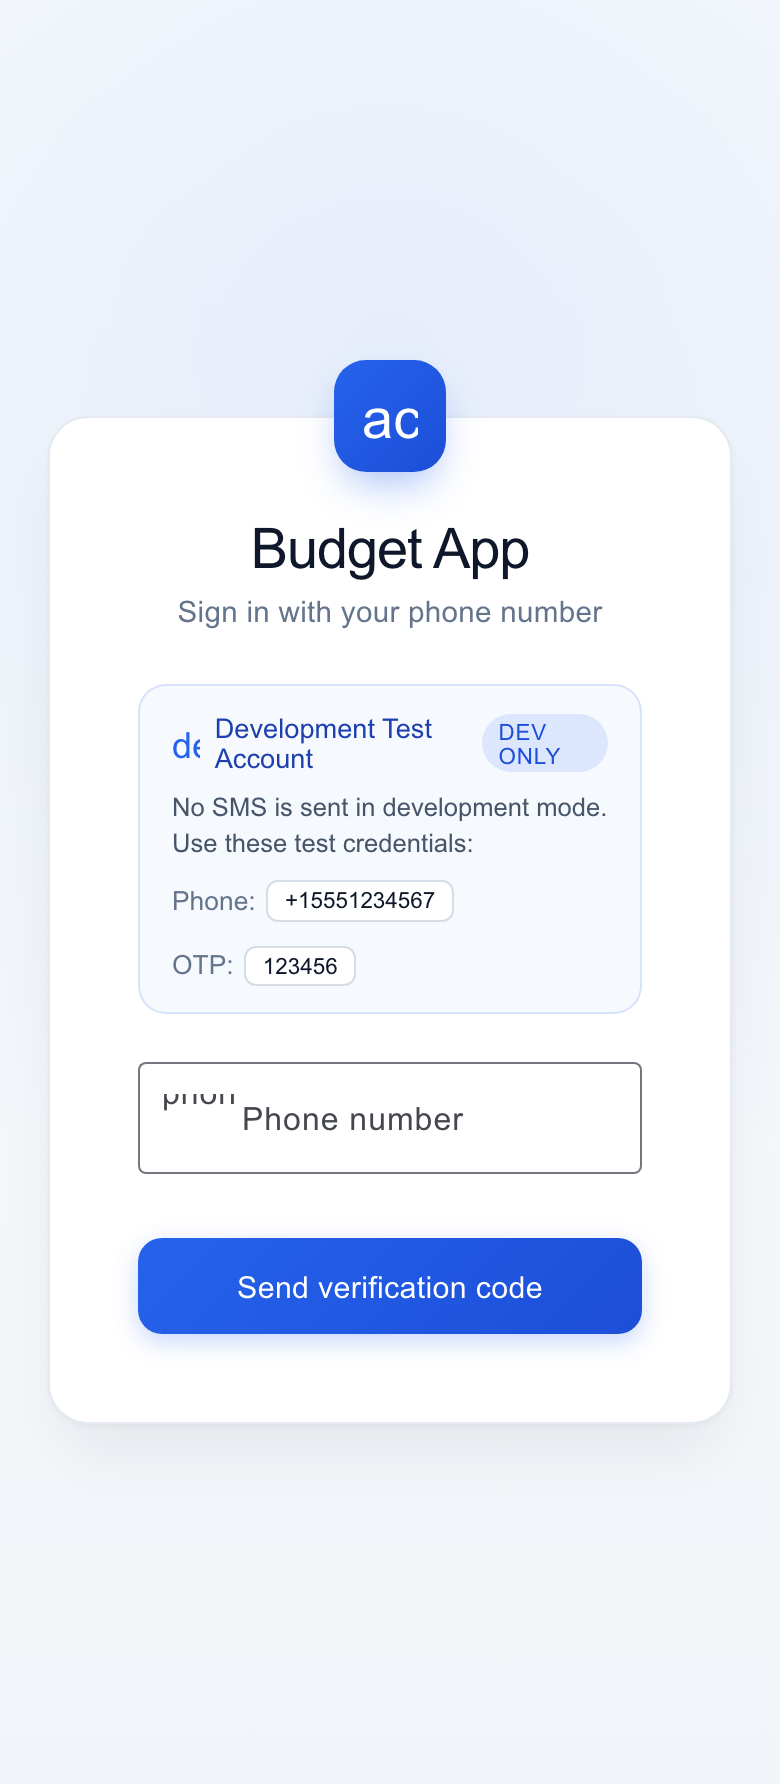 ac
Budget App
Sign in with your phone number
de
Development Test
Account
DEV
ONLY
No SMS is sent in development mode.
Use these test credentials:
Phone: +15551234567
OTP: 123456
phon
Phone number
Send verification code